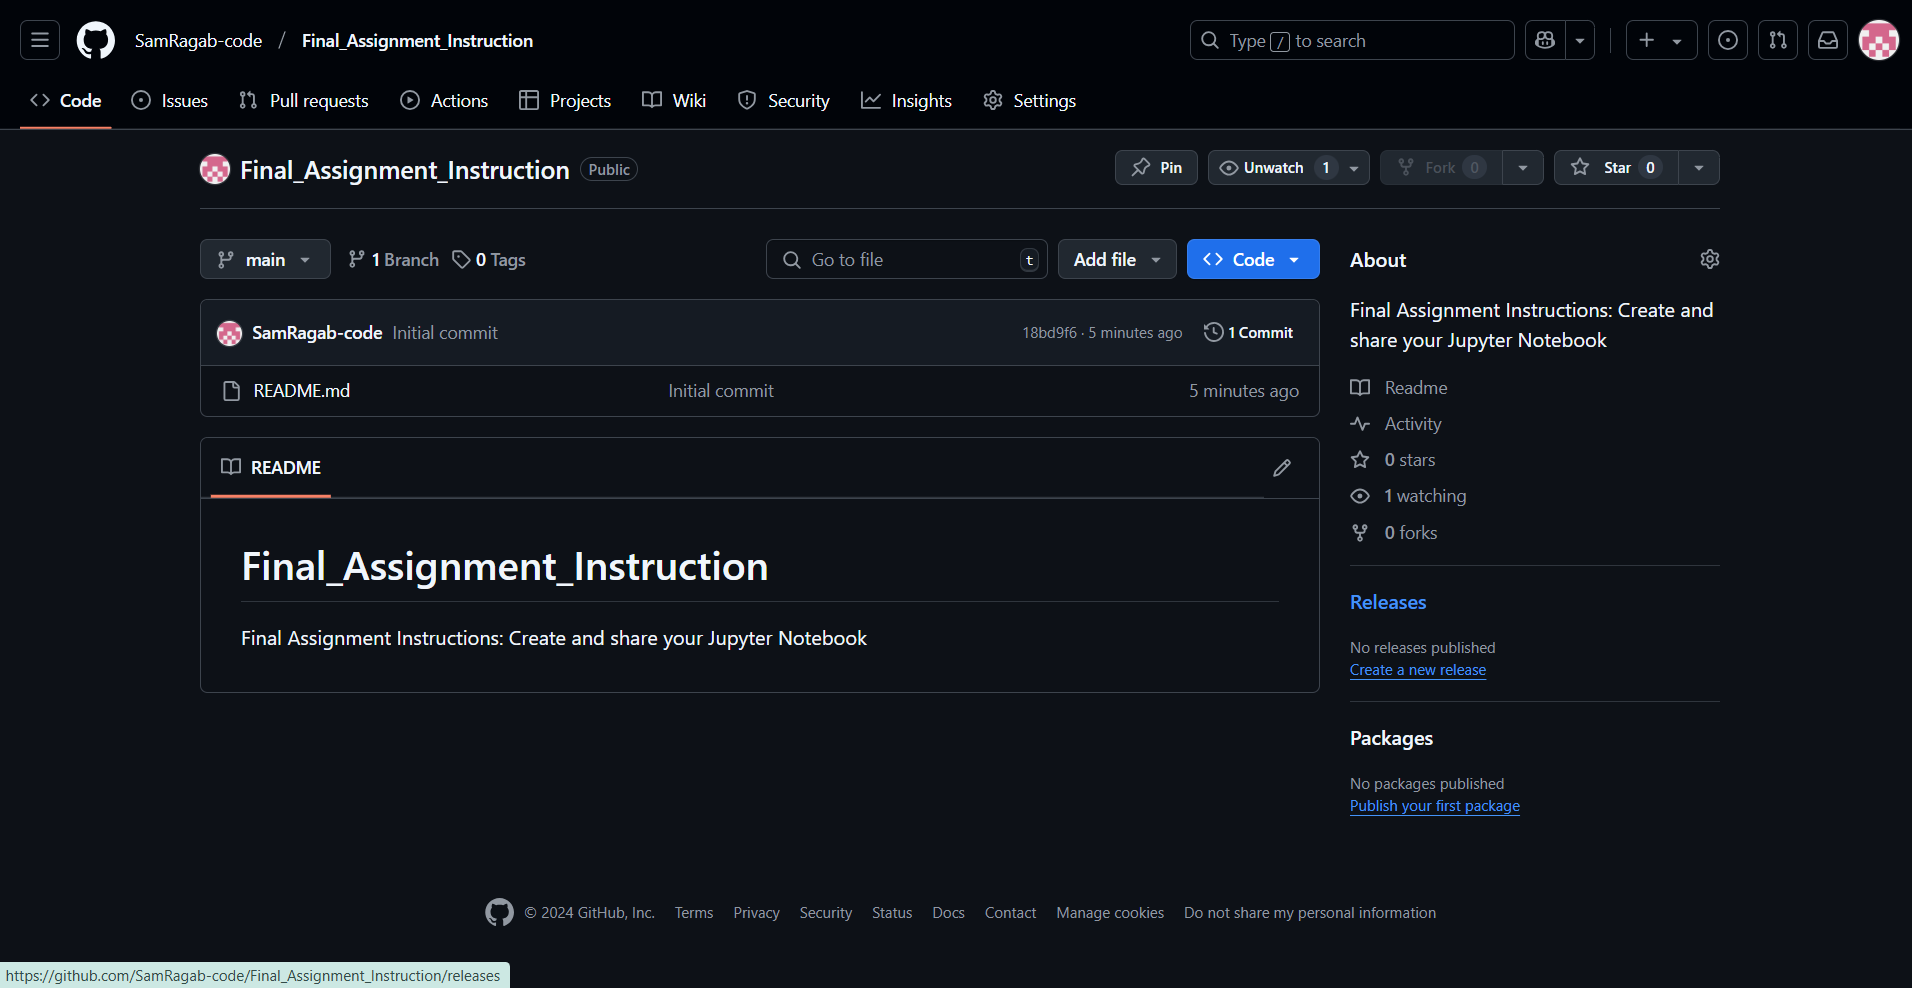 SamRagab-code / Final_Assignment_Instruction
Type / to search
Code Issues Pull requests Actions Projects Wiki Security Insights Settings
Final_Assignment_Instruction Public
Pin Unwatch 1 Fork 0 Star 0
main 1 Branch 0 Tags Go to file t Add file Code
SamRagab-code Initial commit 18bd9f6 · 5 minutes ago 1 Commit
README.md Initial commit 5 minutes ago
README
Final_Assignment_Instruction
Final Assignment Instructions: Create and share your Jupyter Notebook
About
Final Assignment Instructions: Create and
share your Jupyter Notebook
Readme
Activity
0 stars
1 watching
0 forks
Releases
No releases published
Create a new release
Packages
No packages published
Publish your first package
© 2024 GitHub, Inc. Terms Privacy Security Status Docs Contact Manage cookies Do not share my personal information
https://github.com/SamRagab-code/Final_Assignment_Instruction/releases